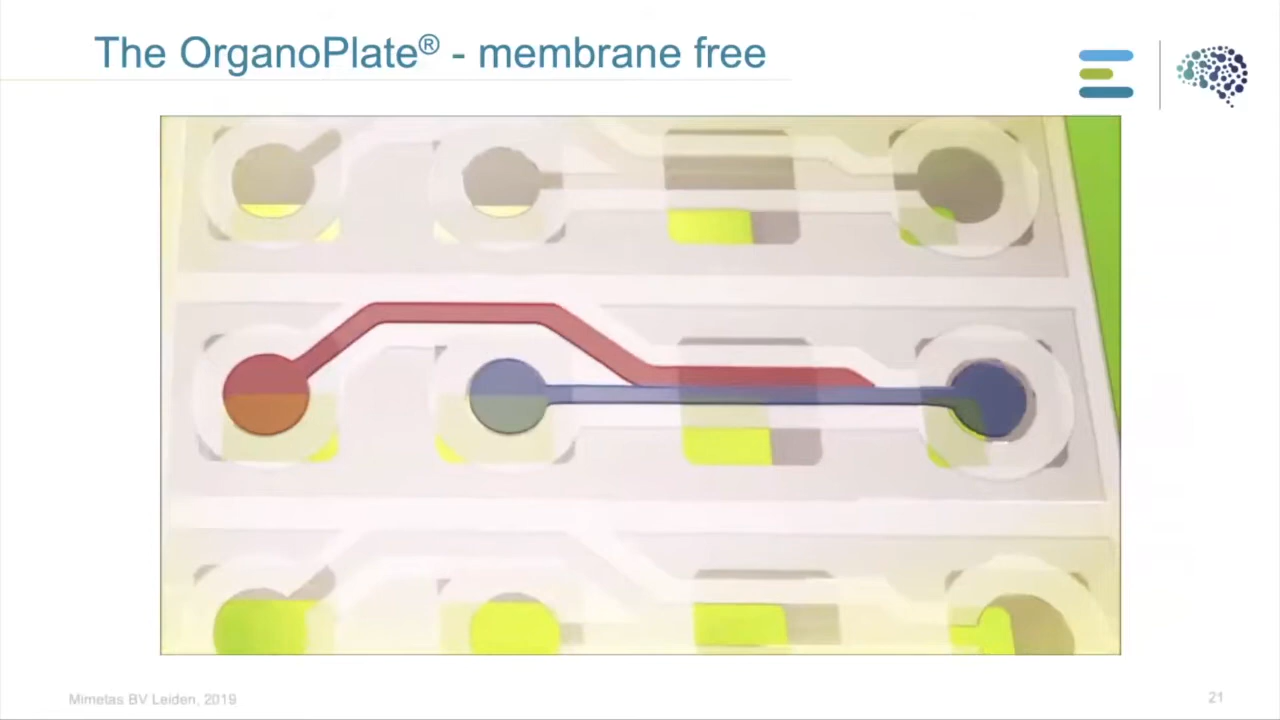 The OrganoPlate® - membrane free
Mimetas BV Leiden, 2019
21